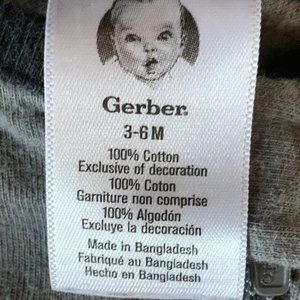 Gerber®
3-6 M
100% Cotton
Exclusive of decoration
100% Coton
Garniture non comprise
100% Algodón
Excluye la decoración
Made in Bangladesh
Fabriqué au Bangladesh
Hecho en Bangladesh